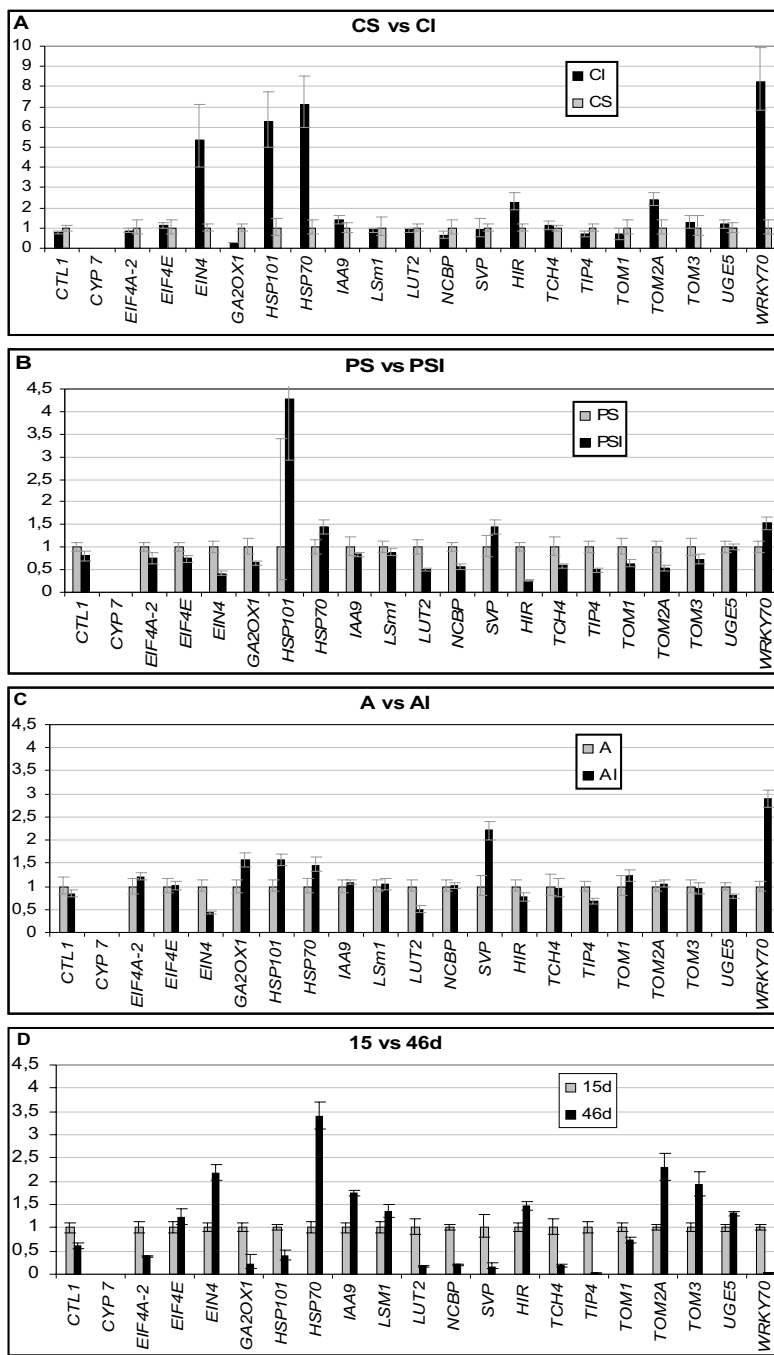 A
CS vs CI
10
9
8
7
6
5
4
3
2
1
0
CI
CS
CTL1
CYP 7
EIF4A-2
EIF4E
EIN4
GA2OX1
HSP101
HSP70
IAA9
LSm1
LUT2
NCBP
SVP
HIR
TCH4
TIP4
TOM1
TOM2A
TOM3
UGE5
WRKY70
B
PS vs PSI
4,5
4
3,5
3
2,5
2
1,5
1
0,5
0
PS
PSI
CTL1
CYP 7
EIF4A-2
EIF4E
EIN4
GA2OX1
HSP101
HSP70
IAA9
LSm1
LUT2
NCBP
SVP
HIR
TCH4
TIP4
TOM1
TOM2A
TOM3
UGE5
WRKY70
C
A vs AI
4,5
4
3,5
3
2,5
2
1,5
1
0,5
0
A
AI
CTL1
CYP 7
EIF4A-2
EIF4E
EIN4
GA2OX1
HSP101
HSP70
IAA9
LSm1
LUT2
NCBP
SVP
HIR
TCH4
TIP4
TOM1
TOM2A
TOM3
UGE5
WRKY70
D
15 vs 46d
4,5
4
3,5
3
2,5
2
1,5
1
0,5
0
15d
46d
CTL1
CYP 7
EIF4A-2
EIF4E
EIN4
GA2OX1
HSP101
HSP70
IAA9
LSM1
LUT2
NCBP
SVP
HIR
TCH4
TIP4
TOM1
TOM2A
TOM3
UGE5
WRKY70